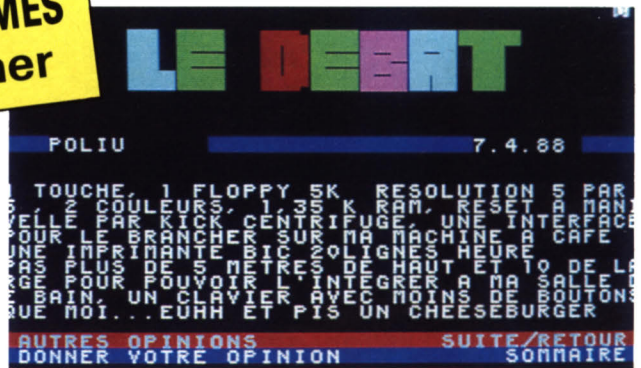 MES
her
LE DEBAT
POLIU 7.4.88
1 TOUCHE, 1 FLOPPY 5K RESOLUTION 5 PAR
5, 2 COULEURS, 1,35 K RAM, RESET A MANI
VELLE PAR KICK CENTRIFUGE, UNE INTERFACE
POUR LE BRANCHER SUR MA MACHINE A CAFE
UNE IMPRIMANTE BIC 20LIGNES HEURE
PAS PLUS DE 5 METRES DE HAUT ET 19 DE LA
RGE POUR POUVOIR L'INTEGRER A MA SALLE D
E BAIN, UN CLAVIER AVEC MOINS DE BOUTONS
QUE MOI...EUHH ET PIS UN CHEESEBURGER
AUTRES OPINIONS SUITE/RETOUR
DONNER VOTRE OPINION SOMMAIRE